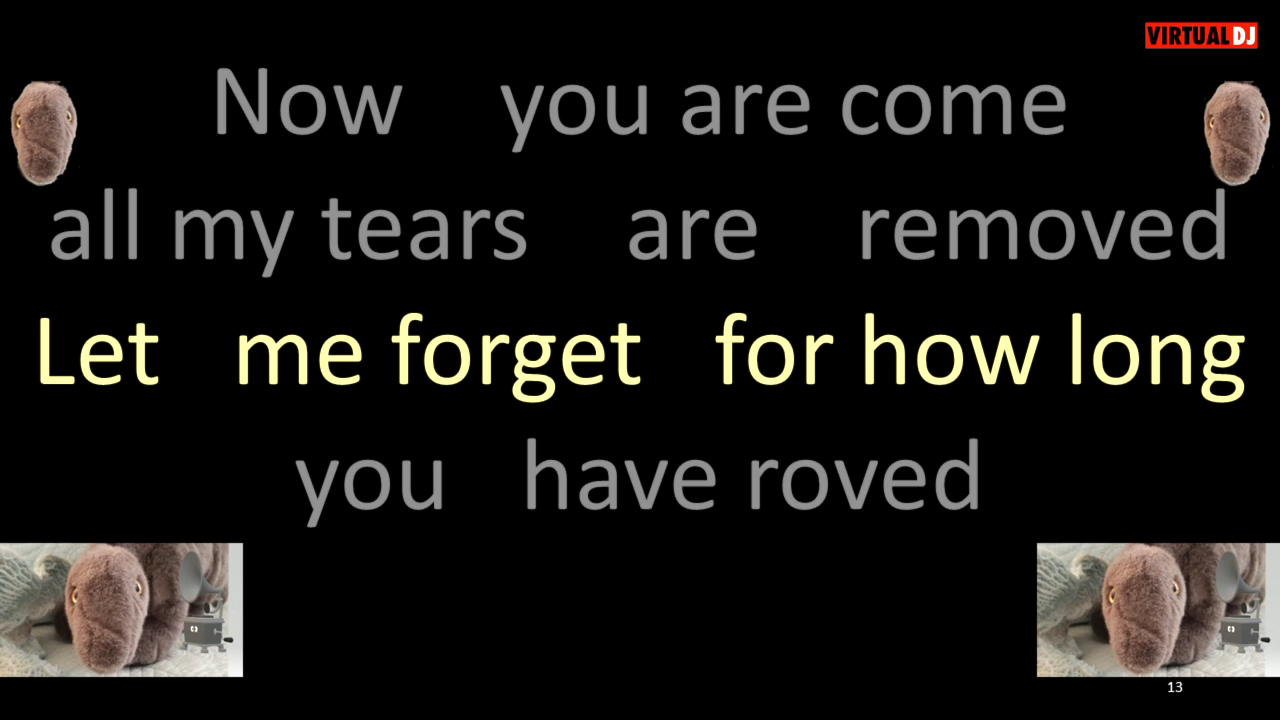 VIRTUAL DJ
Now you are come
all my tears are removed
Let me forget for how long
you have roved
13